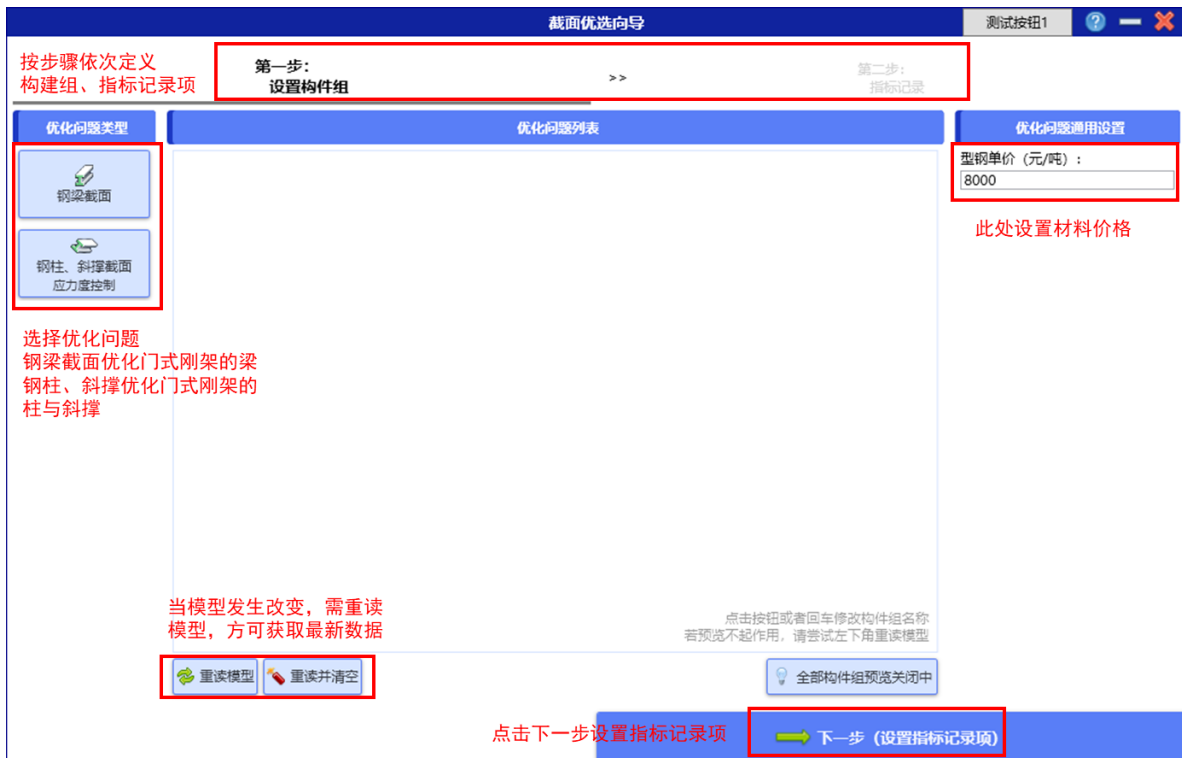 截面优选向导
测试按钮1
按步骤依次定义
构建组、指标记录项
第一步：
设置构件组
>>
第二步：
指标记录
优化问题类型
优化问题列表
优化问题通用设置
钢梁截面
钢柱、斜撑截面
应力度控制
型钢单价（元/吨）：
8000
此处设置材料价格
选择优化问题
钢梁截面优化门式刚架的梁
钢柱、斜撑优化门式刚架的
柱与斜撑
当模型发生改变，需重读
模型，方可获取最新数据
点击按钮或者回车修改构件组名称
若预览不起作用，请尝试左下角重读模型
重读模型
重读并清空
全部构件组预览关闭中
点击下一步设置指标记录项
下一步（设置指标记录项)